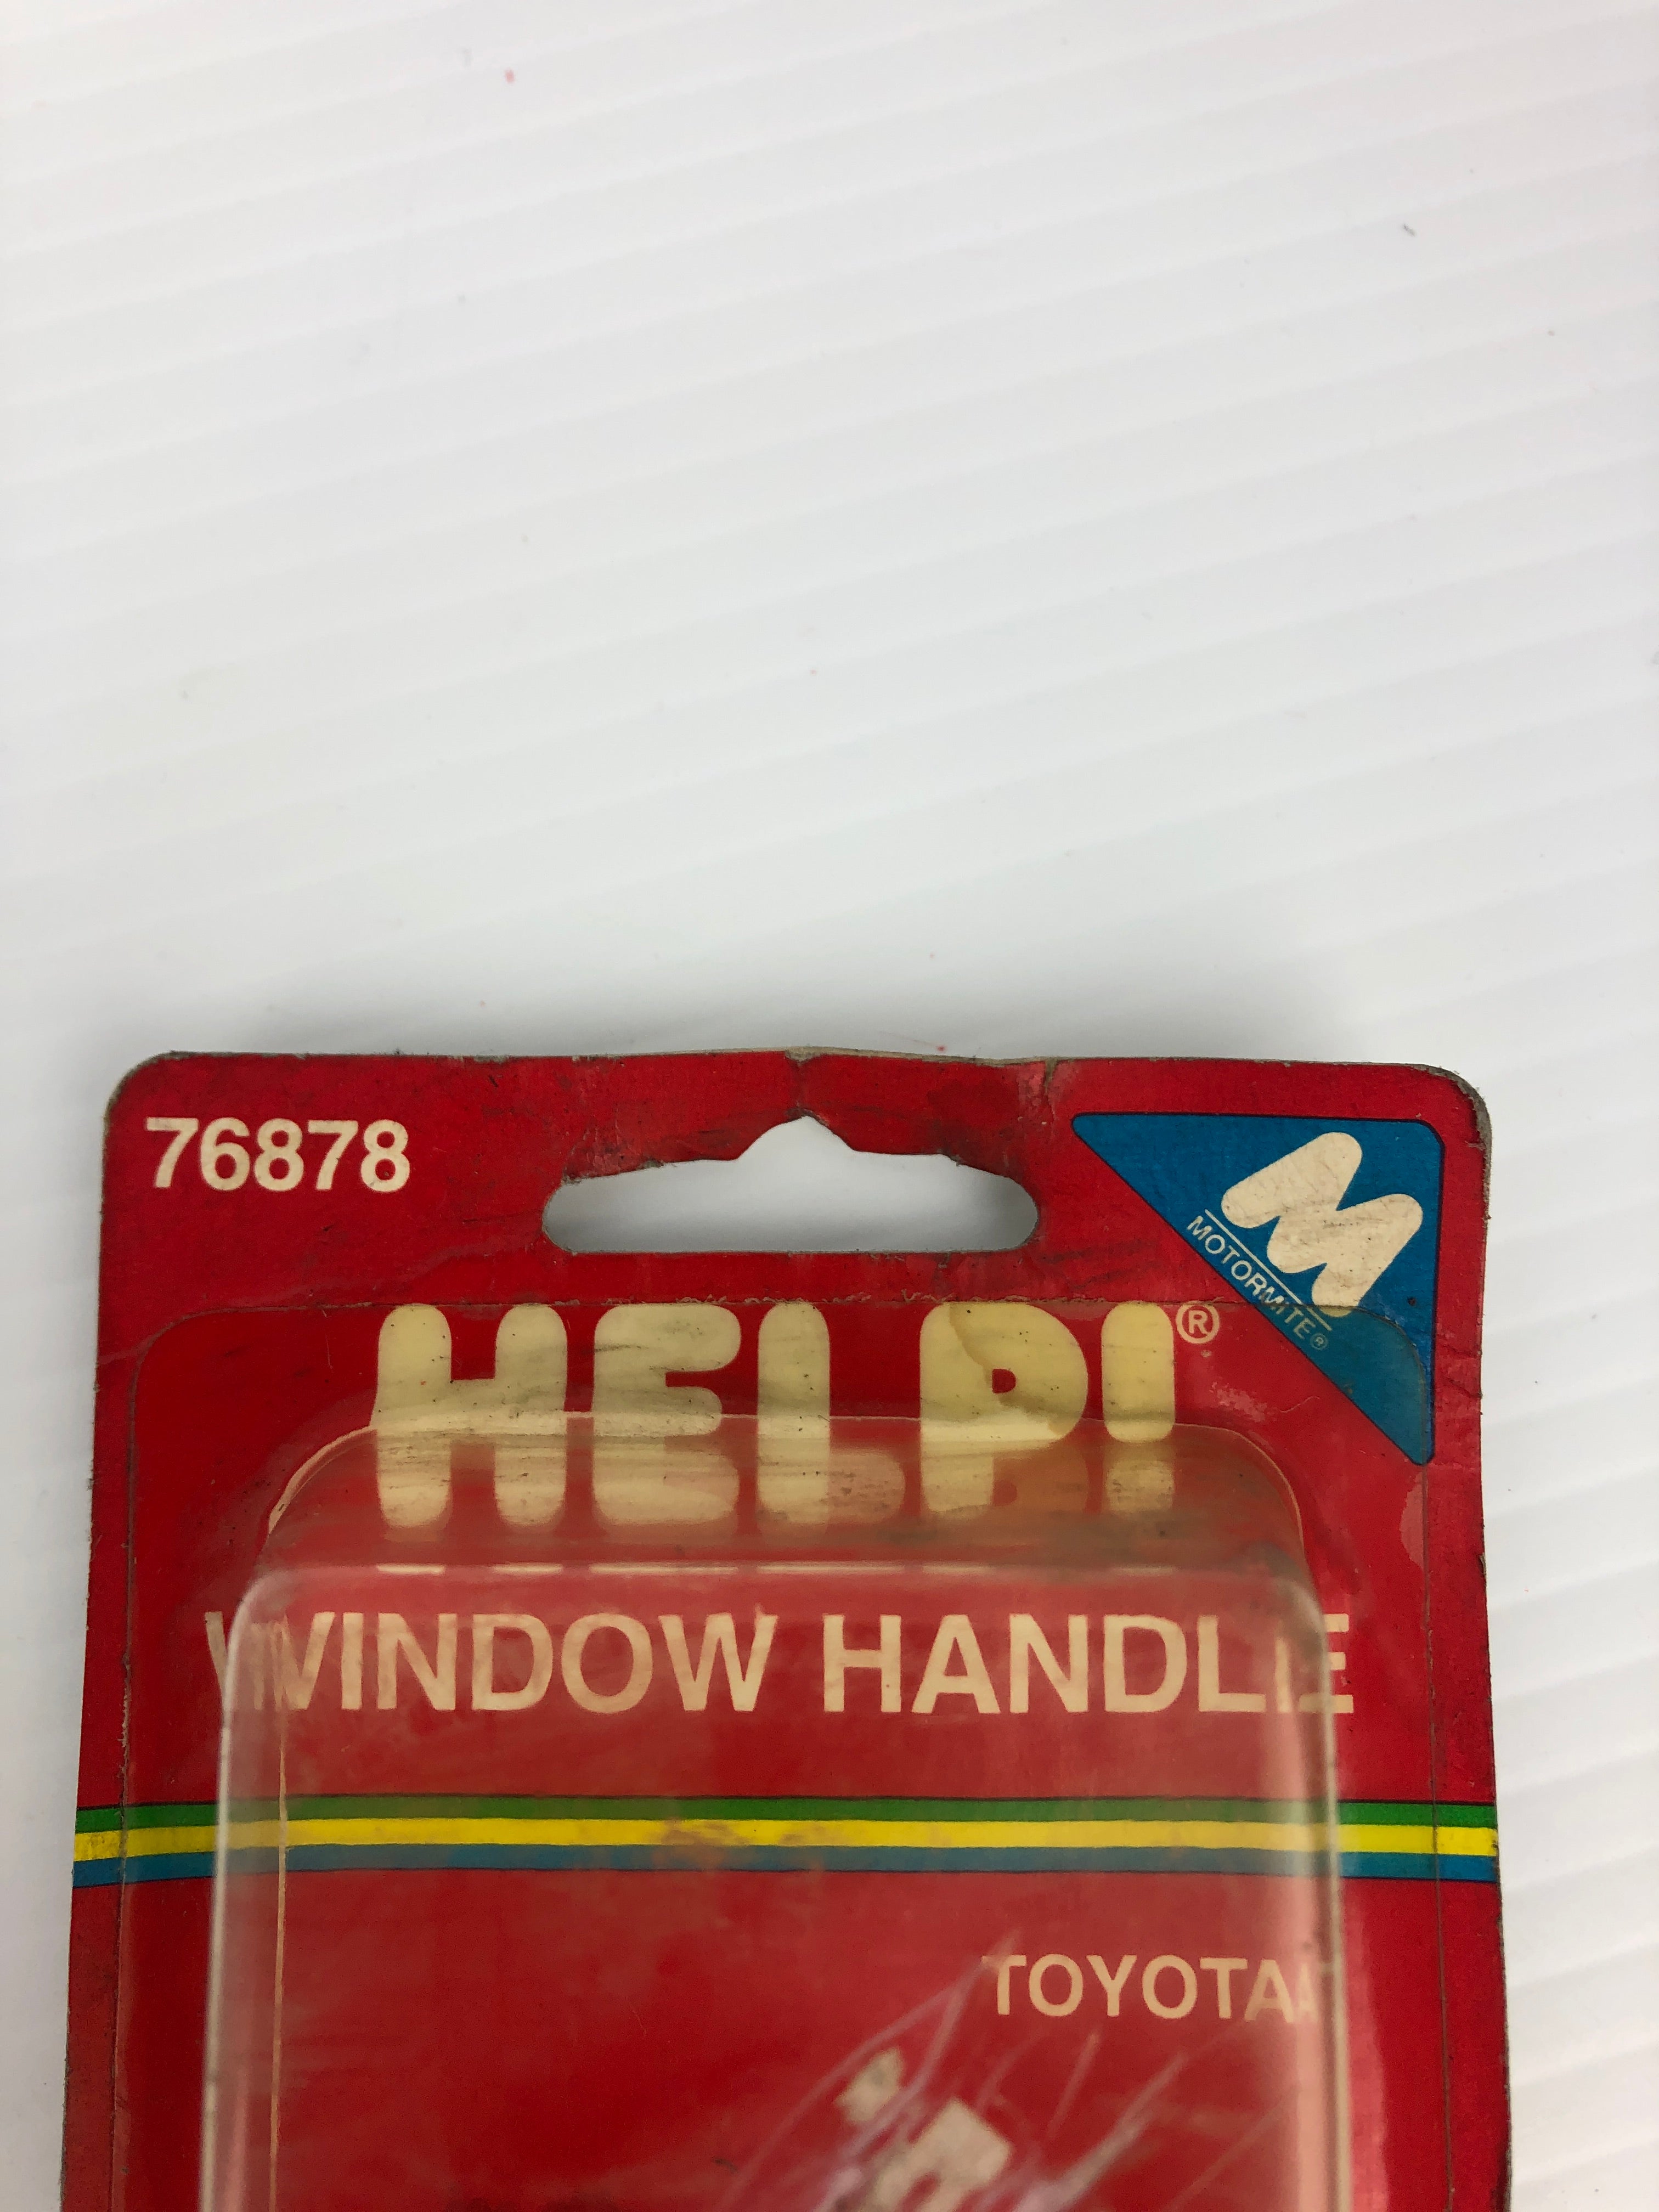 76878
M
MOTORMITE®
HELP!®
WINDOW HANDLE
TOYOTA